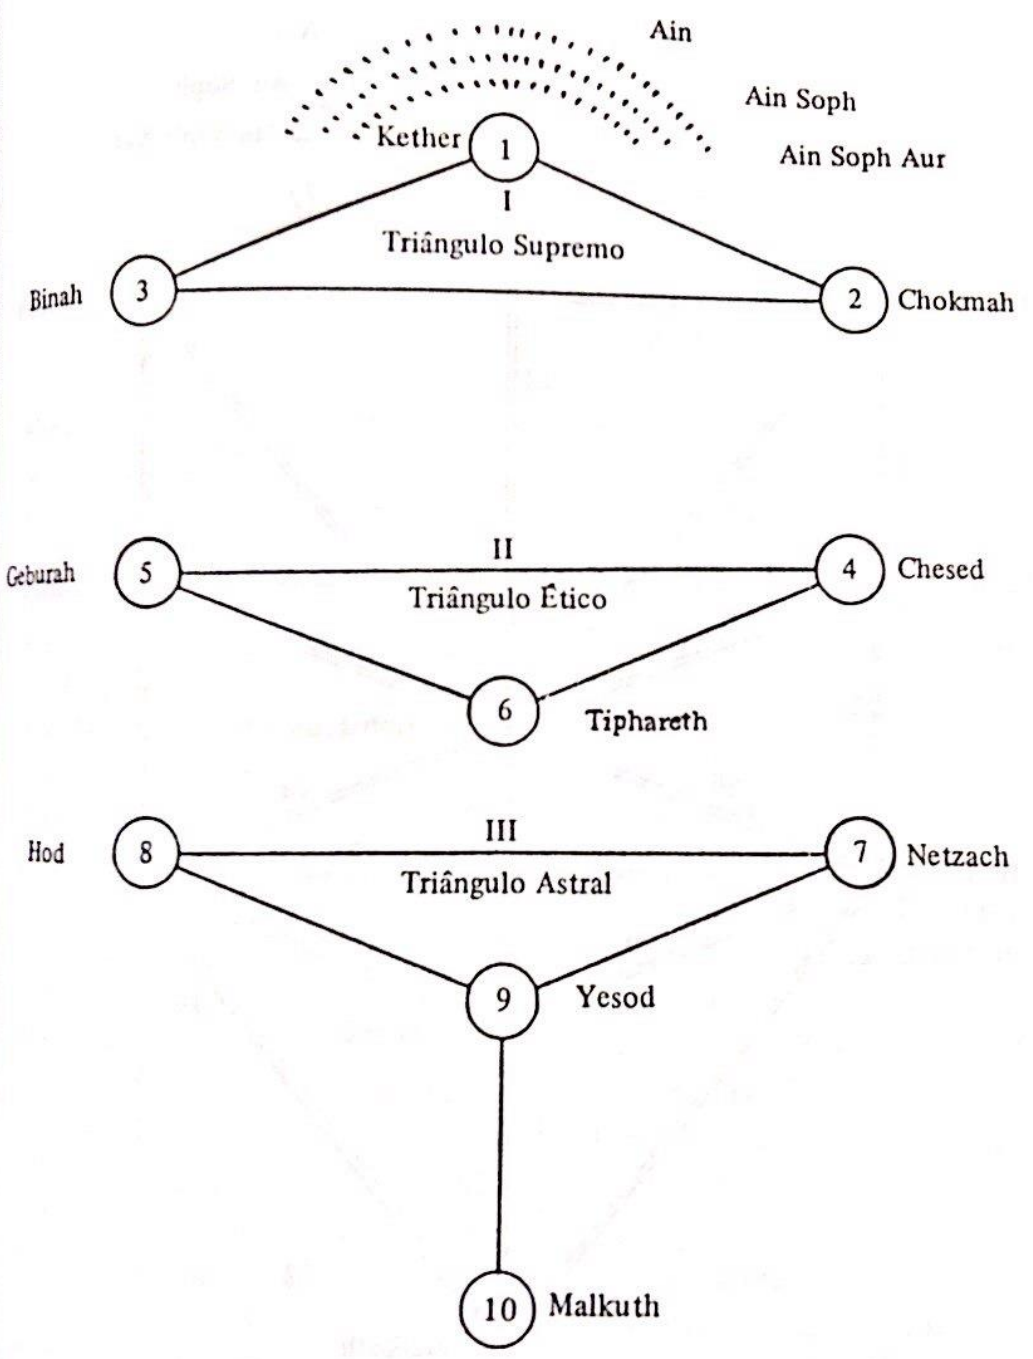 Ain
Ain Soph
Kether 1
Ain Soph Aur
I
Triângulo Supremo
Binah 3
2 Chokmah
Geburah 5
II
4 Chesed
Triângulo Ético
6 Tiphareth
Hod 8
III
7 Netzach
Triângulo Astral
9 Yesod
10 Malkuth